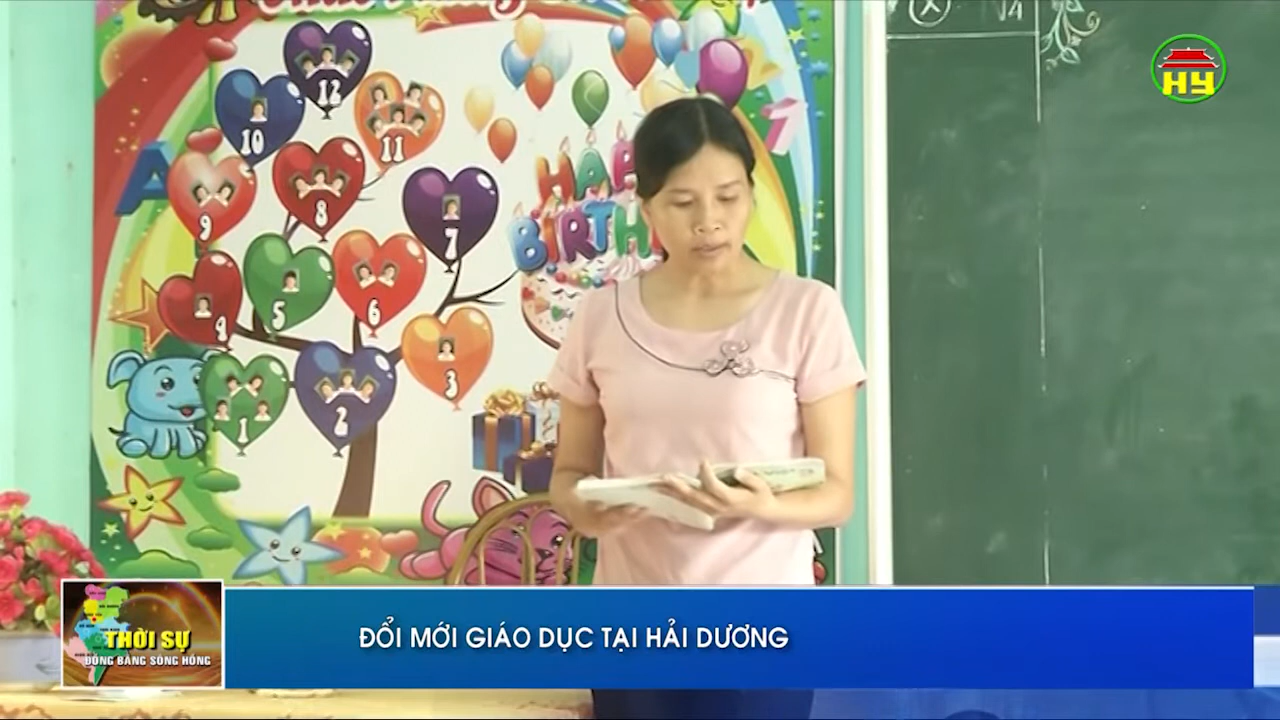 HY
12
10
11
9
8
7
A
1
HAP
BIRTH
4
5
6
3
1
2
THỜI SỰ
ĐỒNG BẰNG SÔNG HỒNG
ĐỔI MỚI GIÁO DỤC TẠI HẢI DƯƠNG